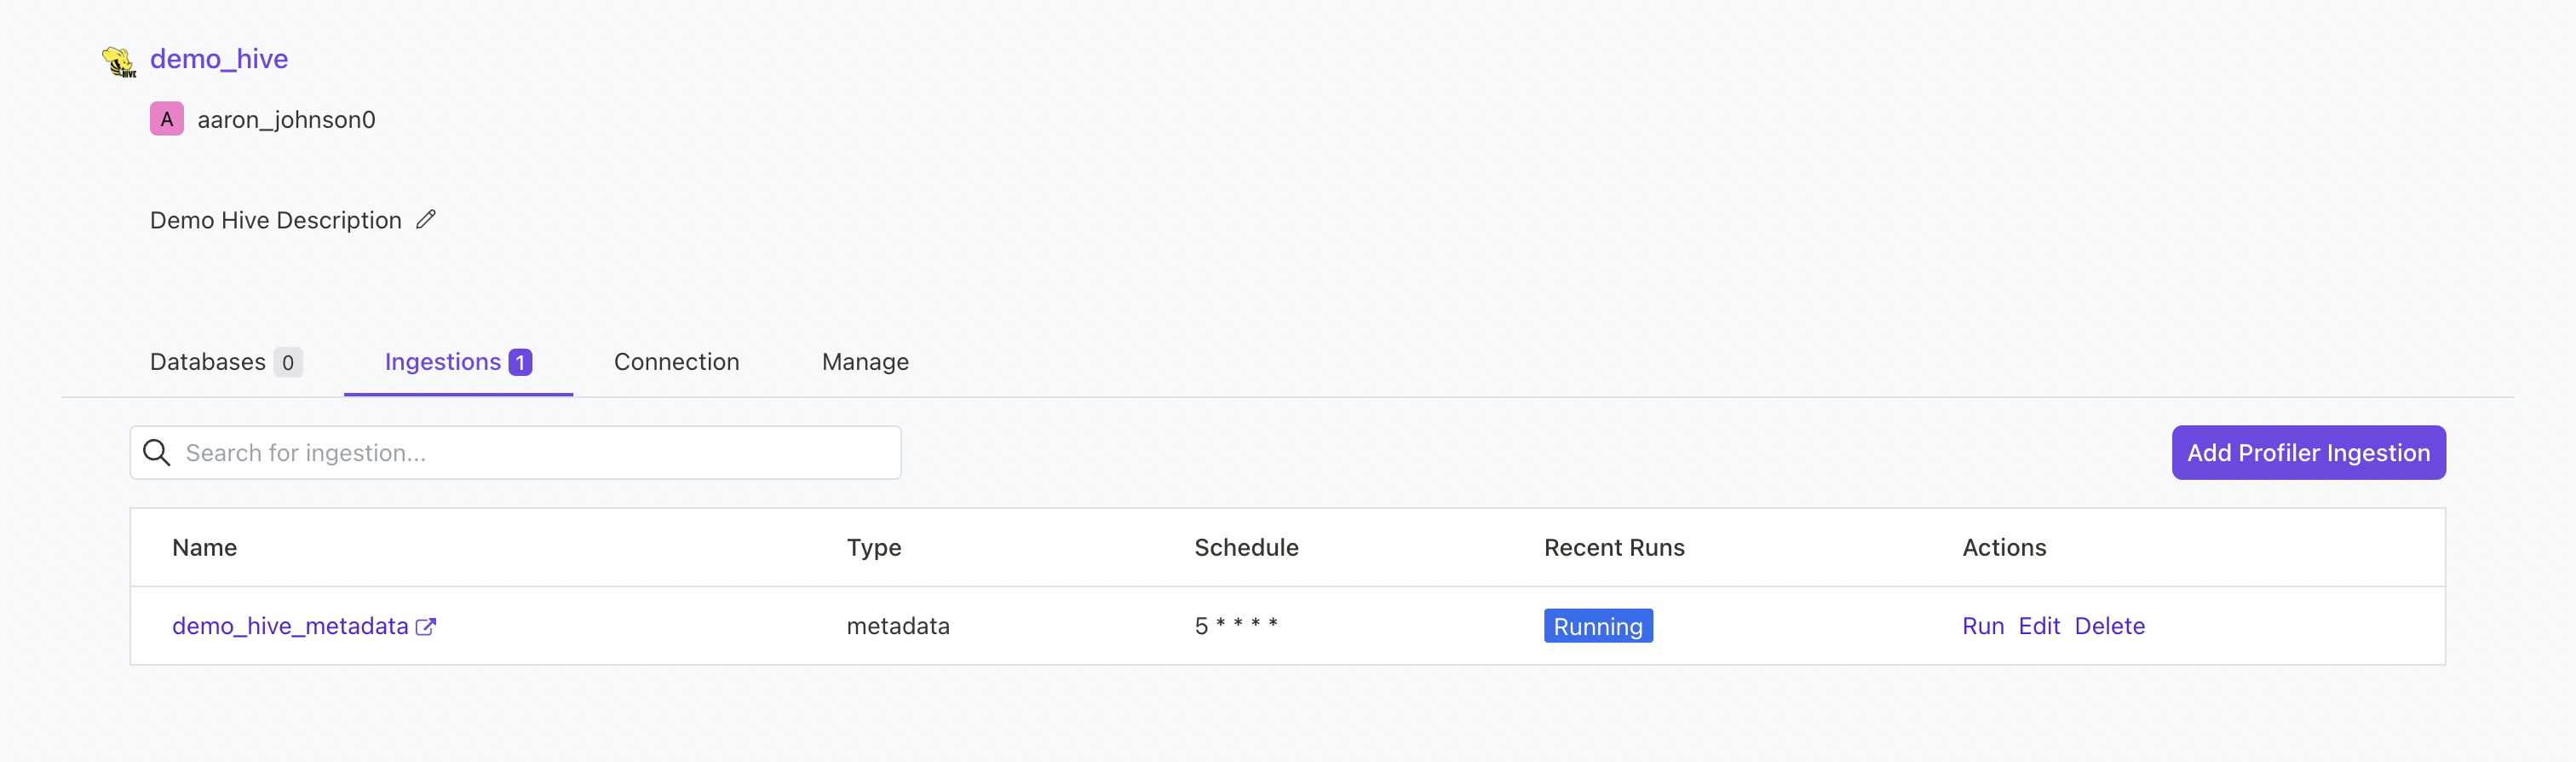 HIVE
demo_hive
A aaron_johnson0
Demo Hive Description
Databases 0 Ingestions 1 Connection Manage
Search for ingestion... Add Profiler Ingestion
Name Type Schedule Recent Runs Actions
demo_hive_metadata metadata 5 * * * * Running Run Edit Delete